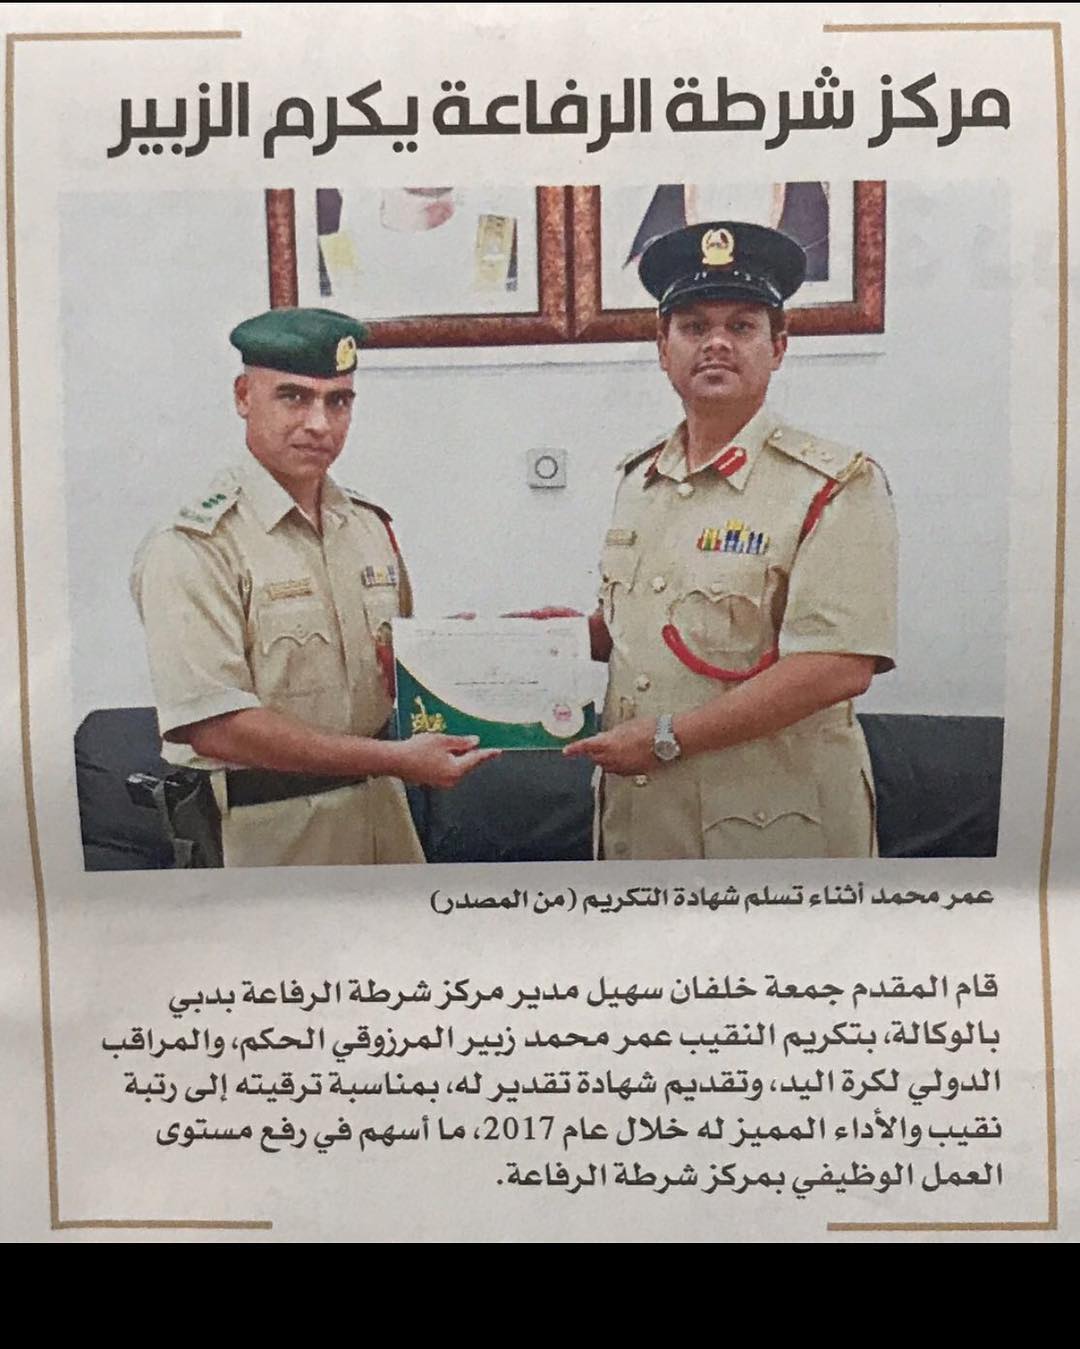 مركز شرطة الرفاعة يكرم الزبير
عمر محمد أثناء تسلم شهادة التكريم (من المصدر)
قام المقدم جمعة خلفان سهيل مدير مركز شرطة الرفاعة بدبي
بالوكالة، بتكريم النقيب عمر محمد زبير المرزوقي الحكم، والمراقب
الدولي لكرة اليد، وتقديم شهادة تقدير له، بمناسبة ترقيته إلى رتبة
نقيب والأداء المميز له خلال عام 2017، ما أسهم في رفع مستوى
العمل الوظيفي بمركز شرطة الرفاعة.